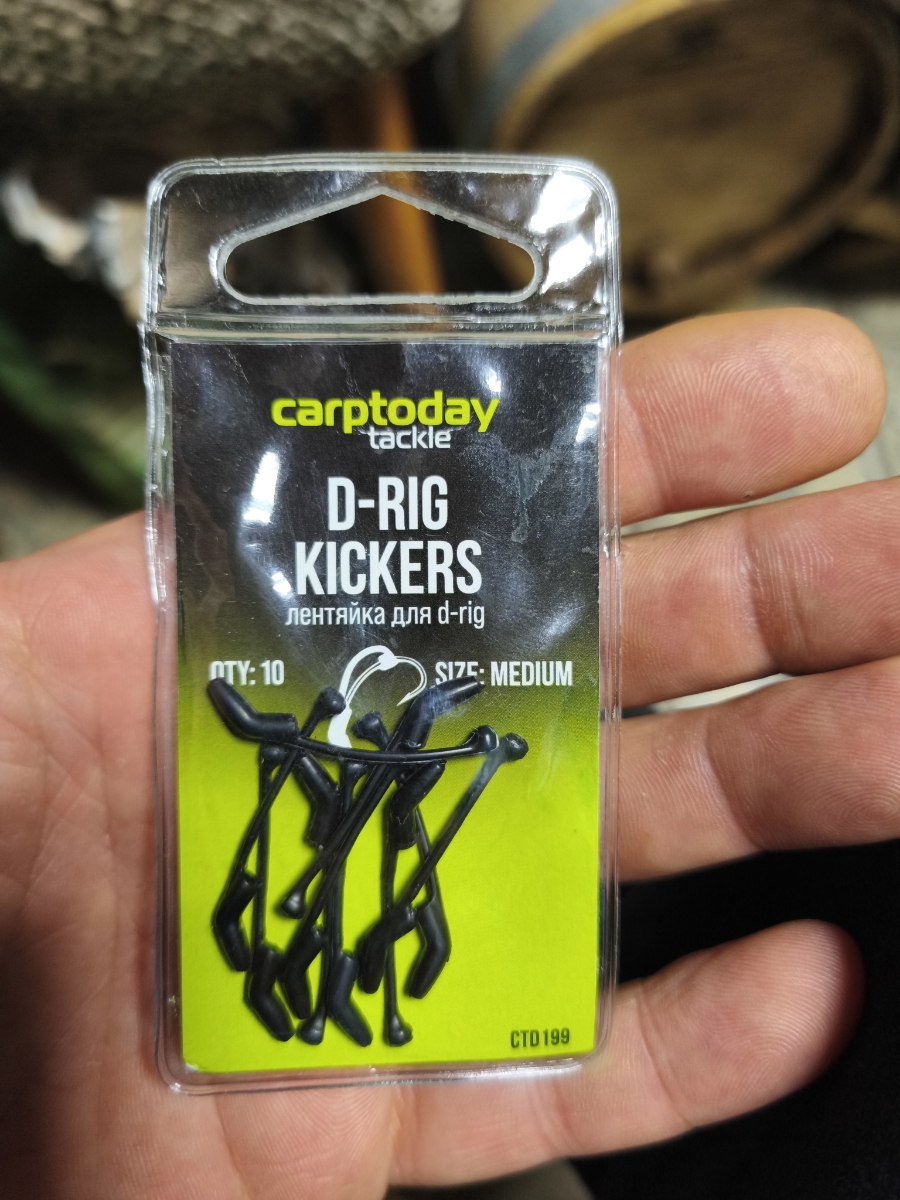 carptoday
tackle
D-RIG
KICKERS
лентяйка для d-rig
QTY: 10 SIZE: MEDIUM
CTD199